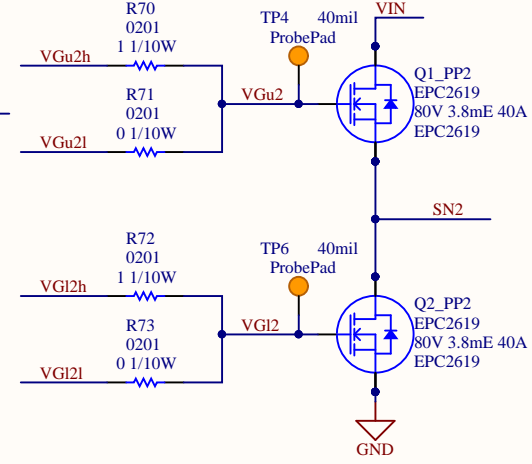 R70
0201
1 1/10W
VGu2h
R71
0201
0 1/10W
VGu2l
TP4 40mil
ProbePad
VGu2
VIN
Q1_PP2
EPC2619
80V 3.8mE 40A
EPC2619
SN2
R72
0201
1 1/10W
VGl2h
R73
0201
0 1/10W
VGl2l
TP6 40mil
ProbePad
VGl2
Q2_PP2
EPC2619
80V 3.8mE 40A
EPC2619
GND